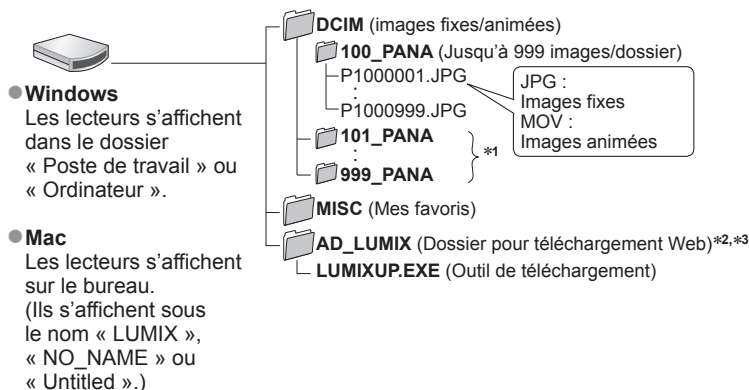 ●Windows
Les lecteurs s’affichent
dans le dossier
« Poste de travail » ou
« Ordinateur ».
●Mac
Les lecteurs s’affichent
sur le bureau.
(Ils s’affichent sous
le nom « LUMIX »,
« NO_NAME » ou
« Untitled ».)
DCIM (images fixes/animées)
100_PANA (Jusqu’à 999 images/dossier)
P1000001.JPG
:
P1000999.JPG
JPG :
Images fixes
MOV :
Images animées
101_PANA
:
999_PANA
*1
MISC (Mes favoris)
AD_LUMIX (Dossier pour téléchargement Web)*2,*3
LUMIXUP.EXE (Outil de téléchargement)